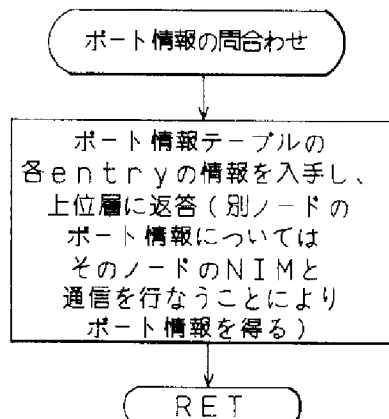 ポート情報の問合わせ
ポート情報テーブルの
各ｅｎｔｒｙの情報を入手し、
上位層に返答（別ノードの
ポート情報については
そのノードのＮＩＭと
通信を行なうことにより
ポート情報を得る）
ＲＥＴ